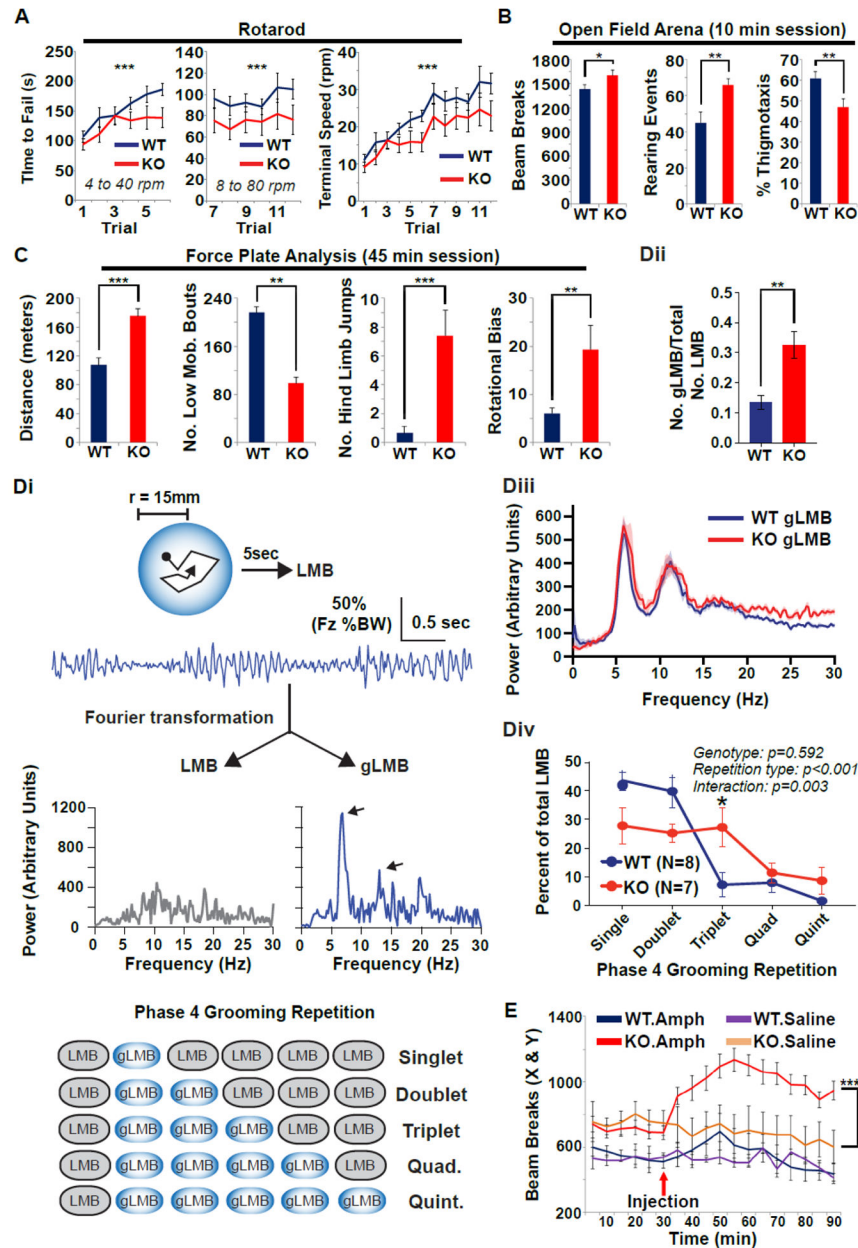 A
Rotarod
Time to Fail (s)
250
200
150
100
50
0
***
WT
KO
4 to 40 rpm
1 3 5
Trial
140
120
100
80
60
40
20
0
***
WT
KO
8 to 80 rpm
7 9 11
Trial
Terminal Speed (rpm)
40
30
20
10
0
***
WT
KO
1 3 5 7 9 11
Trial
B
Open Field Arena (10 min session)
Beam Breaks
1800
1500
1200
900
600
300
0
*
WT KO
Rearing Events
80
60
40
20
0
**
WT KO
% Thigmotaxis
70
60
50
40
30
20
10
0
**
WT KO
C
Force Plate Analysis (45 min session)
Distance (meters)
200
160
120
80
40
0
***
WT KO
No. Low Mob. Bouts
240
160
80
0
**
WT KO
No. Hind Limb Jumps
10
8
6
4
2
0
***
WT KO
Rotational Bias
30
20
10
0
**
WT KO
Dii
No. gLMB/Total
No. LMB
0.5
0.4
0.3
0.2
0.1
0.0
**
WT KO
Di
r = 15mm
5sec
LMB
50%
(Fz %BW)
0.5 sec
Fourier transformation
LMB
gLMB
Power (Arbitrary Units)
1200
800
400
0
0 5 10 15 20 25 30
Frequency (Hz)
0 5 10 15 20 25 30
Frequency (Hz)
Phase 4 Grooming Repetition
LMB gLMB LMB LMB LMB LMB Singlet
LMB gLMB gLMB LMB LMB LMB Doublet
LMB gLMB gLMB gLMB LMB LMB Triplet
LMB gLMB gLMB gLMB gLMB LMB Quad.
LMB gLMB gLMB gLMB gLMB gLMB Quint.
Diii
Power (Arbitrary Units)
600
500
400
300
200
100
0
WT gLMB
KO gLMB
0 5 10 15 20 25 30
Frequency (Hz)
Div
Genotype: p=0.592
Repetition type: p<0.001
Interaction: p=0.003
Percent of total LMB
50
40
30
20
10
0
*
WT (N=8)
KO (N=7)
Single
Doublet
Triplet
Quad
Quint
Phase 4 Grooming Repetition
E
Beam Breaks (X & Y)
1400
1000
600
200
WT.Amph WT.Saline
KO.Amph KO.Saline
***
Injection
0 10 20 30 40 50 60 70 80 90
Time (min)